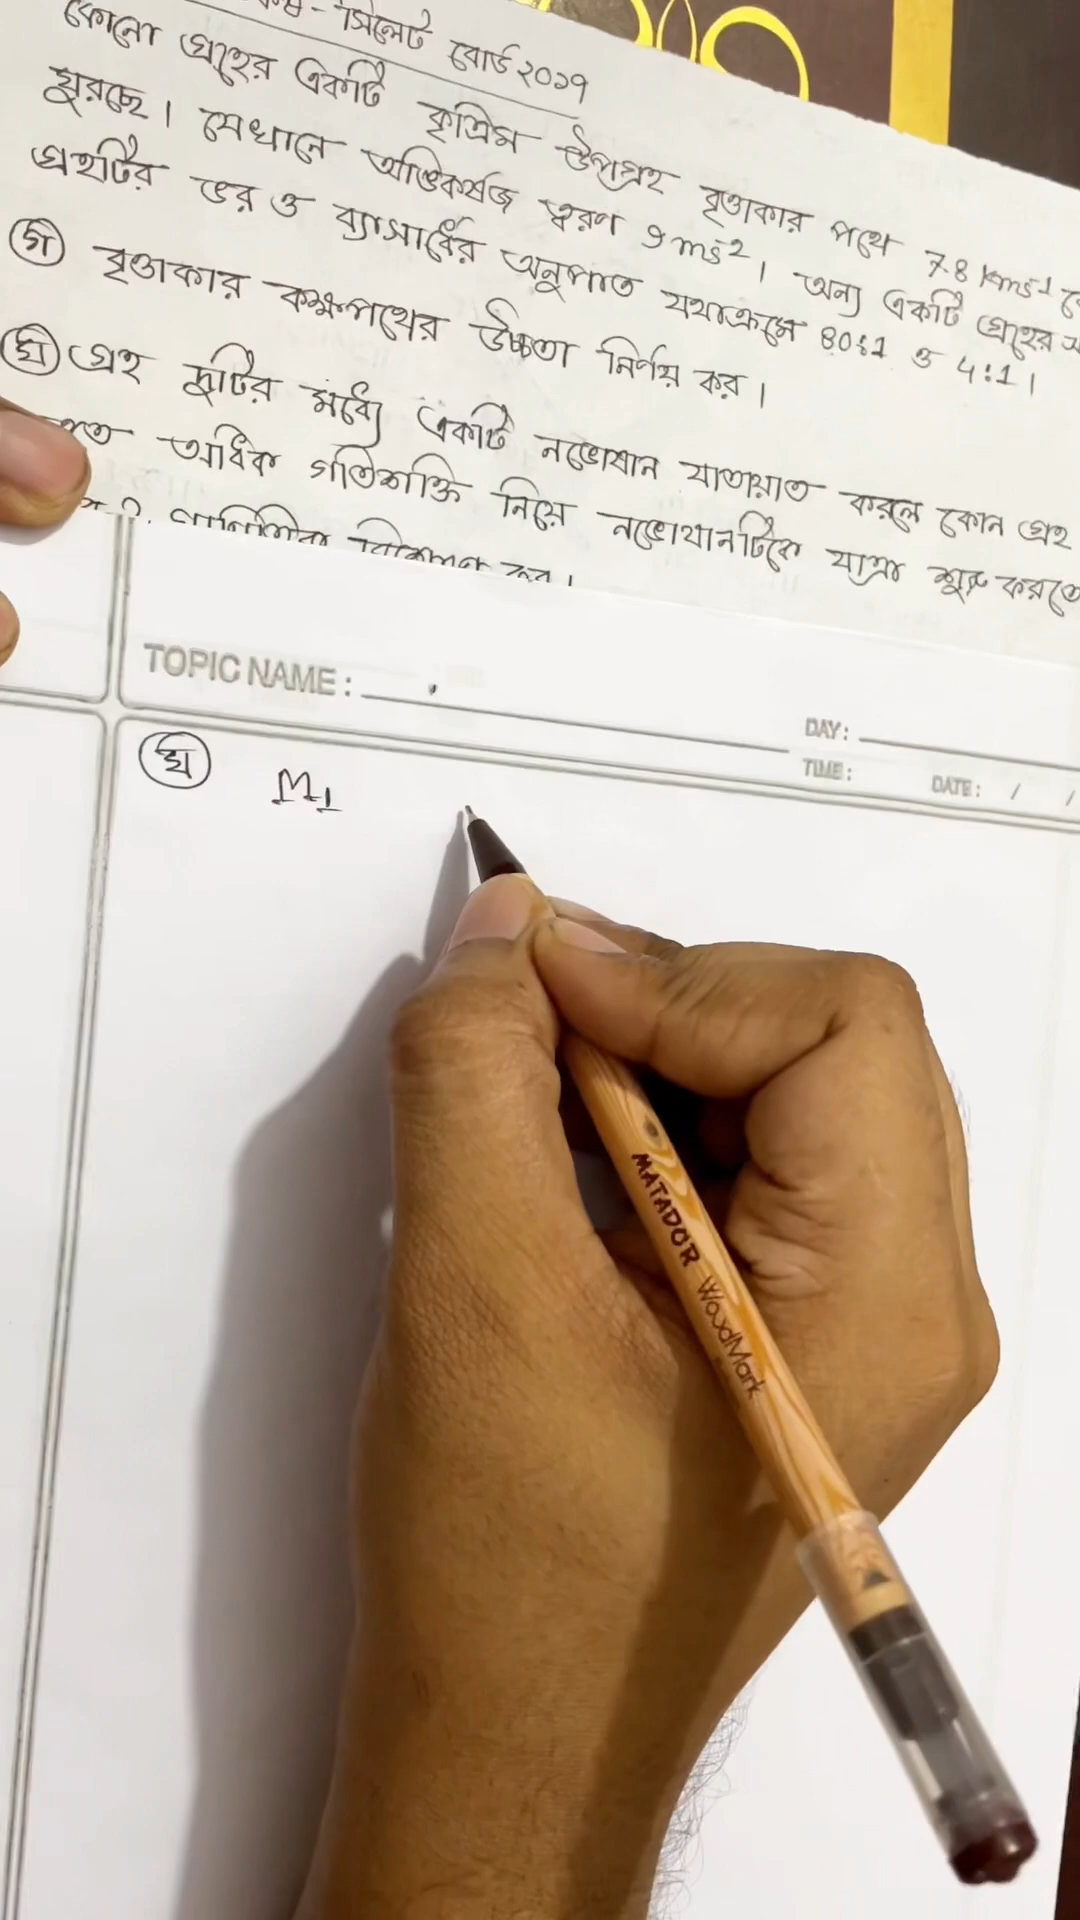 সিলেট বোর্ড ২০১৭
কোনো গ্রহের একটি কৃত্রিম উপগ্রহ বৃত্তাকার পথে 7.8 kms⁻¹
ঘুরছে। সেখানে অভিকর্ষজ ত্বরণ 9 ms⁻²। অন্য একটি গ্রহের
গ্রহটির ভর ও ব্যাসার্ধের অনুপাত যথাক্রমে 80:1 ও 4:1।
গ বৃত্তাকার কক্ষপথের উচ্চতা নির্ণয় কর।
ঘ গ্রহ দুটির মধ্যে একটি নভোযান যাতায়াত করলে কোন গ্রহ
অধিক গতিশক্তি নিয়ে নভোযানটিকে যাত্রা শুরু করতে
বিশ্লেষণ কর।
TOPIC NAME :
DAY :
TIME :
DATE : / /
ঘ M₁
MATADOR WoodMark